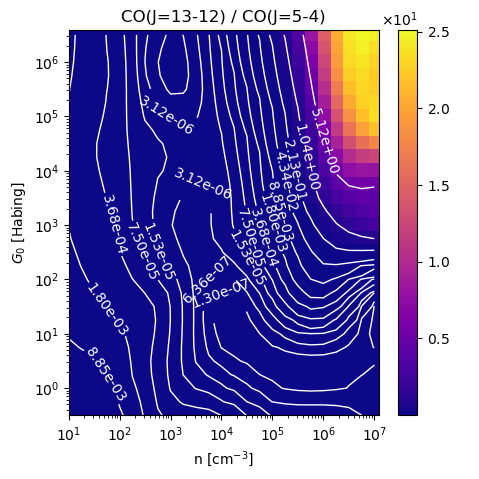 CO(J=13-12) / CO(J=5-4)
×10¹
10⁶
10⁵
10⁴
10³
10²
10¹
10⁰
G₀ [Habing]
10¹
10²
10³
10⁴
10⁵
10⁶
10⁷
n [cm⁻³]
2.5
2.0
1.5
1.0
0.5
3.12e-06
3.12e-06
5.12e+00
1.04e+00
2.13e-01
4.34e-02
8.85e-03
1.80e-03
3.68e-04
7.50e-05
1.53e-05
3.68e-04
7.50e-05
1.53e-05
6.36e-07
1.30e-07
1.80e-03
8.85e-03